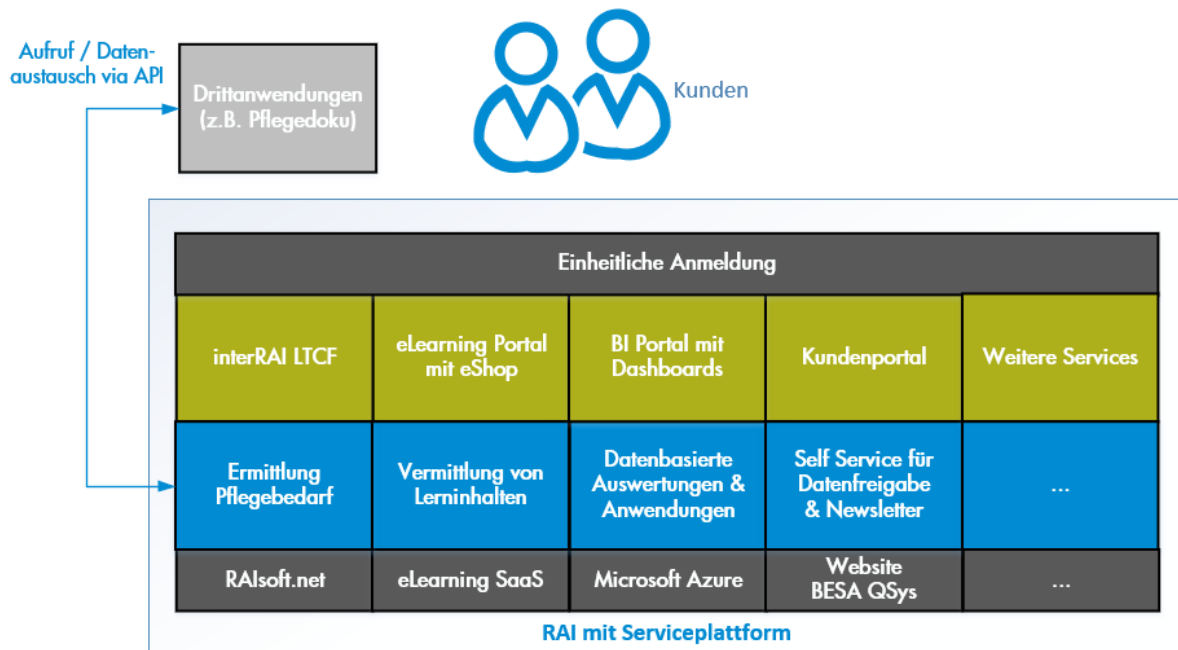 Aufruf / Daten-
austausch via API
Drittanwendungen
(z.B. Pflegedoku)
Kunden
Einheitliche Anmeldung
interRAI LTCF
eLearning Portal
mit eShop
BI Portal mit
Dashboards
Kundenportal
Weitere Services
Ermittlung
Pflegebedarf
Vermittlung von
Lerninhalten
Datenbasierte
Auswertungen &
Anwendungen
Self Service für
Datenfreigabe
& Newsletter
...
RAIsoft.net
eLearning SaaS
Microsoft Azure
Website
BESA QSys
...
RAI mit Serviceplattform